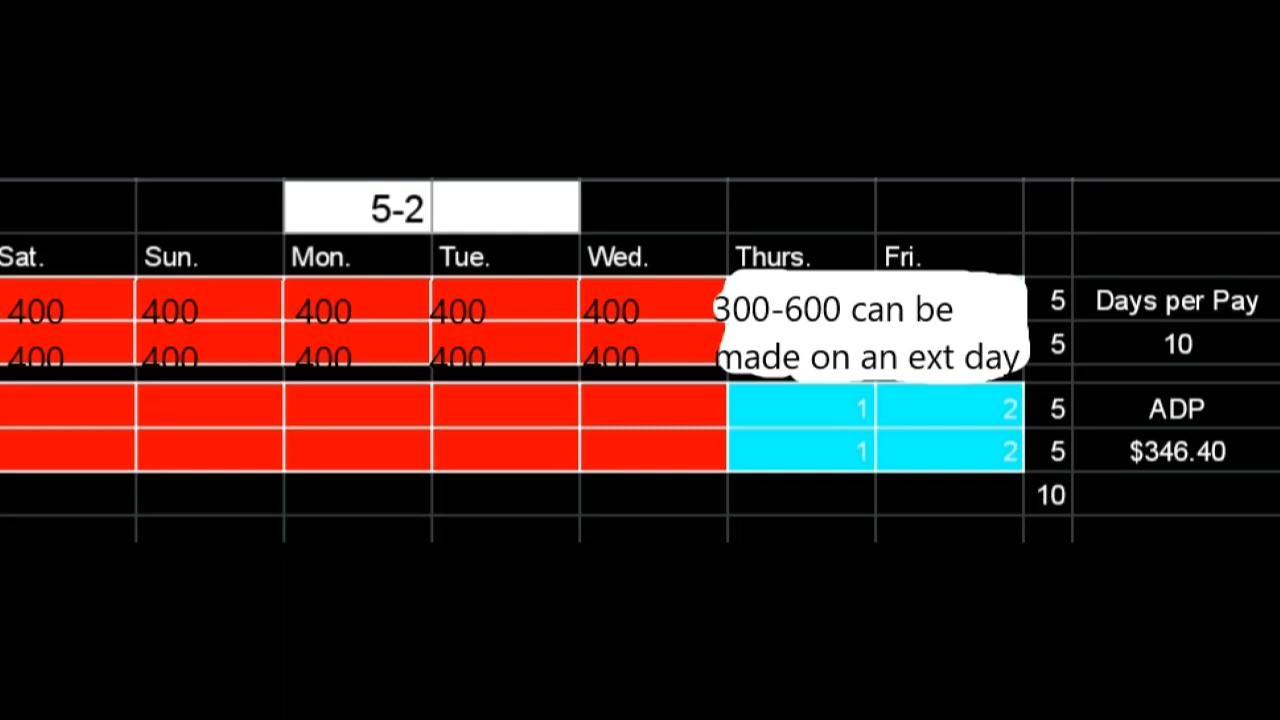 5-2
Sat. Sun. Mon. Tue. Wed. Thurs. Fri.
400 400 400 400 400 300-600 can be 5 Days per Pay
400 400 400 400 400 made on an ext day 5 10
1 2 5 ADP
1 2 5 $346.40
10